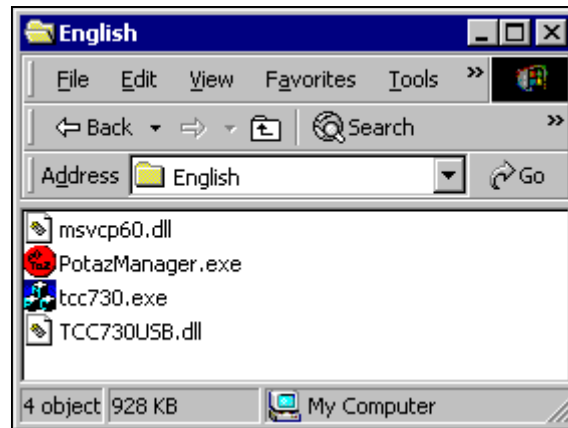 English
File Edit View Favorites Tools »
Back Search »
Address English Go
msvcp60.dll
PotazManager.exe
tcc730.exe
TCC730USB.dll
4 object 928 KB My Computer